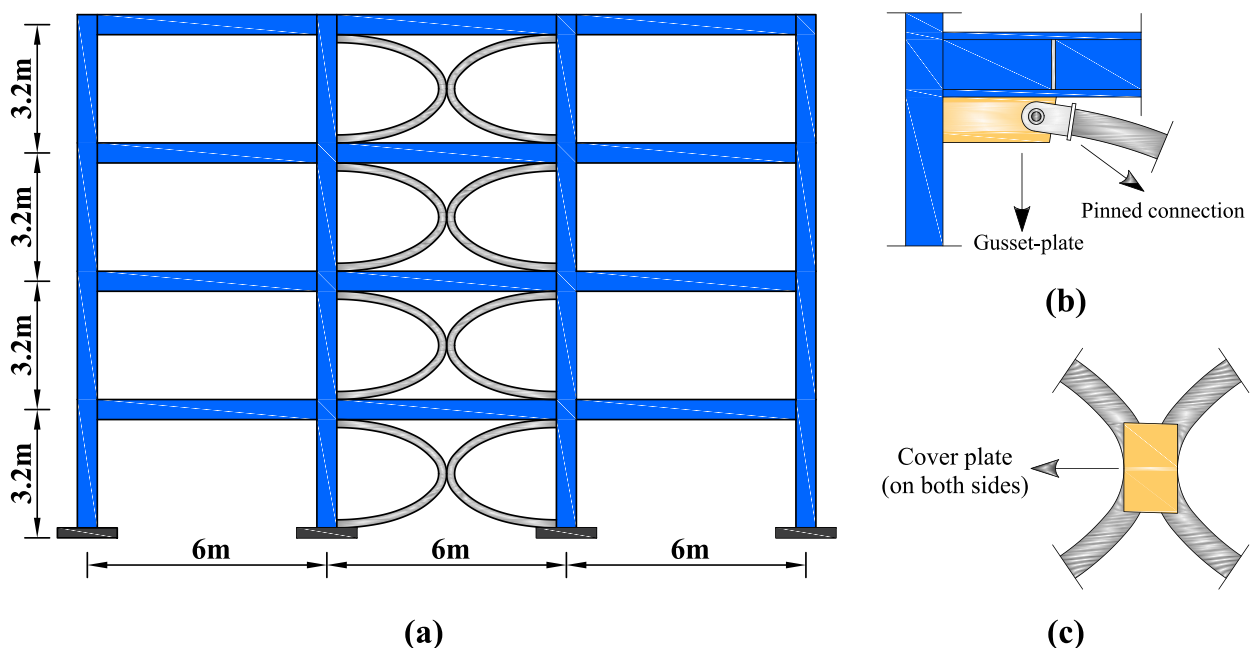 3.2m
3.2m
3.2m
3.2m
6m
6m
6m
(a)
Pinned connection
Gusset-plate
(b)
Cover plate
(on both sides)
(c)